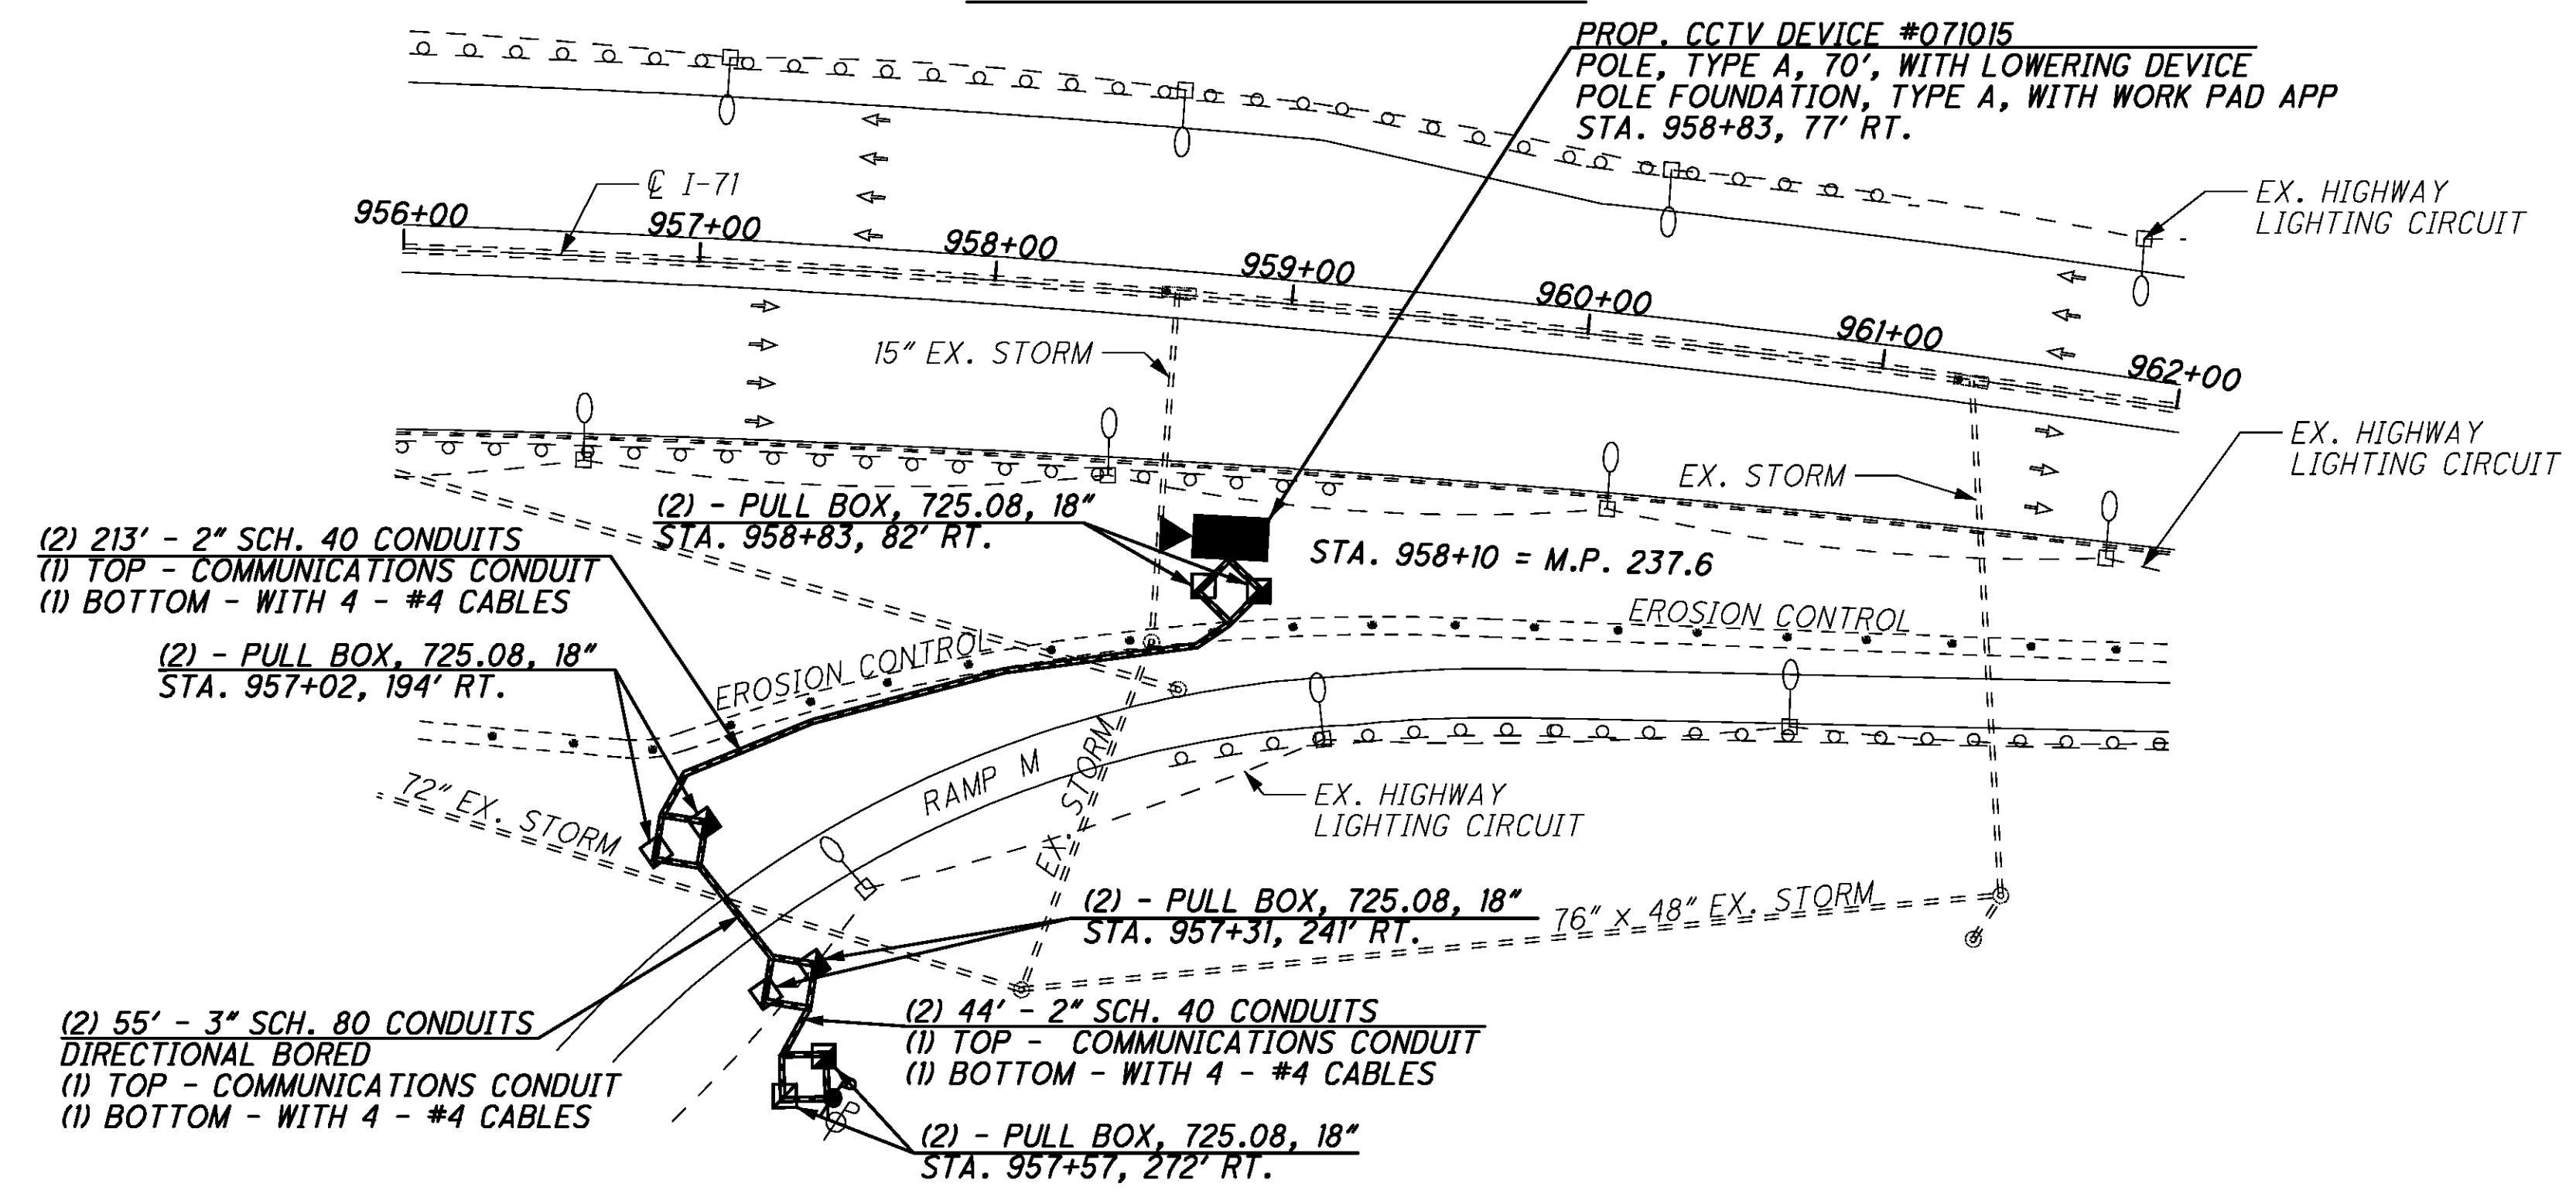 PROP. CCTV DEVICE #071015
POLE, TYPE A, 70', WITH LOWERING DEVICE
POLE FOUNDATION, TYPE A, WITH WORK PAD APP
STA. 958+83, 77' RT.
℄ I-71
EX. HIGHWAY
LIGHTING CIRCUIT
956+00
957+00
958+00
959+00
960+00
961+00
962+00
15" EX. STORM
EX. STORM
EX. HIGHWAY
LIGHTING CIRCUIT
(2) - PULL BOX, 725.08, 18"
STA. 958+83, 82' RT.
STA. 958+10 = M.P. 237.6
(2) 213' - 2" SCH. 40 CONDUITS
(1) TOP - COMMUNICATIONS CONDUIT
(1) BOTTOM - WITH 4 - #4 CABLES
EROSION CONTROL
EROSION CONTROL
(2) - PULL BOX, 725.08, 18"
STA. 957+02, 194' RT.
72" EX. STORM
RAMP M
EX. STORM
EX. HIGHWAY
LIGHTING CIRCUIT
(2) - PULL BOX, 725.08, 18"
STA. 957+31, 241' RT.
76" x 48" EX. STORM
(2) 55' - 3" SCH. 80 CONDUITS
DIRECTIONAL BORED
(1) TOP - COMMUNICATIONS CONDUIT
(1) BOTTOM - WITH 4 - #4 CABLES
(2) 44' - 2" SCH. 40 CONDUITS
(1) TOP - COMMUNICATIONS CONDUIT
(1) BOTTOM - WITH 4 - #4 CABLES
(2) - PULL BOX, 725.08, 18"
STA. 957+57, 272' RT.